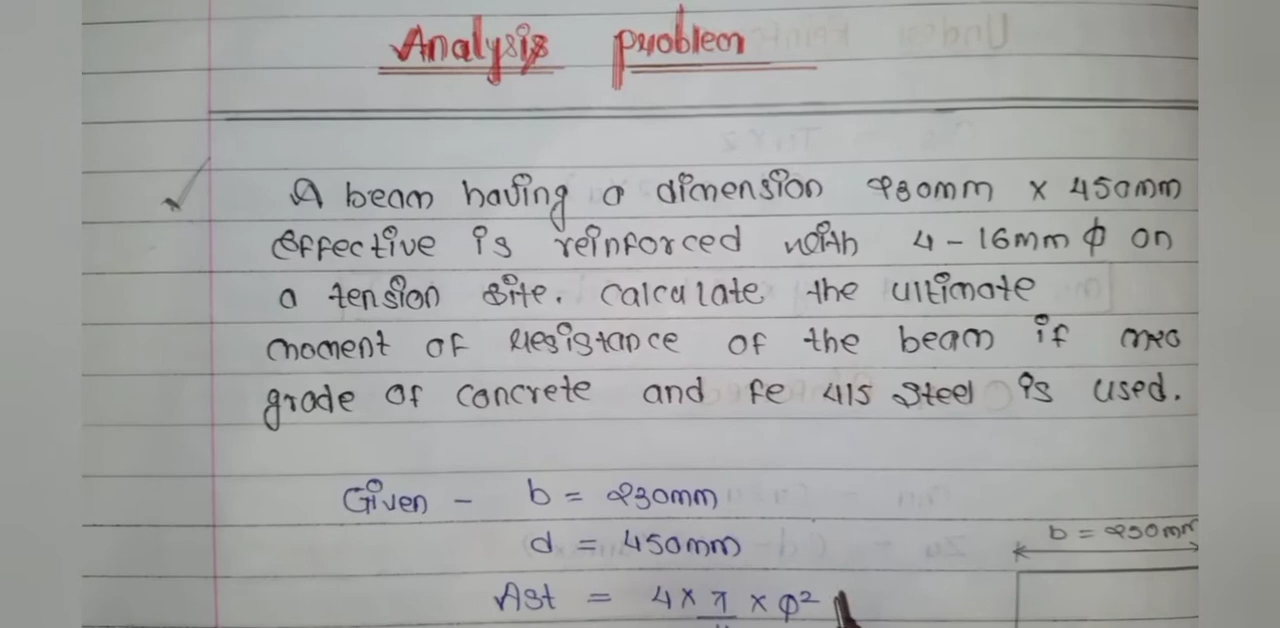 Analysis problem
A beam having a dimension 230mm x 450mm
effective is reinforced with 4 - 16mm ϕ on
a tension site. calculate the ultimate
moment of resistance of the beam if M20
grade of concrete and fe 415 steel is used.
Given - b = 230mm
d = 450mm
b = 230mm
Ast = 4 x π x ϕ²